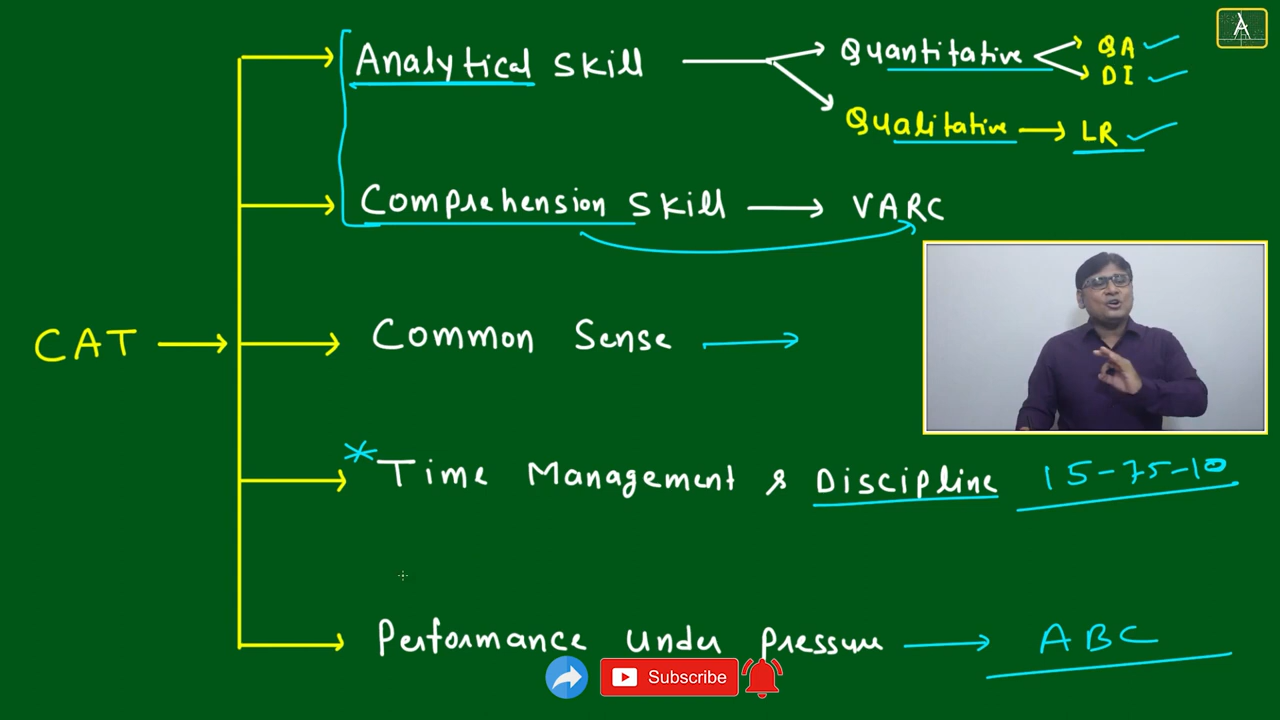 Analytical Skill → Quantitative QA ✓
DI ✓
Qualitative → LR ✓
Comprehension Skill → VARC
CAT → Common Sense →
* Time Management & Discipline 15-75-10
Performance Under Pressure → ABC
Subscribe